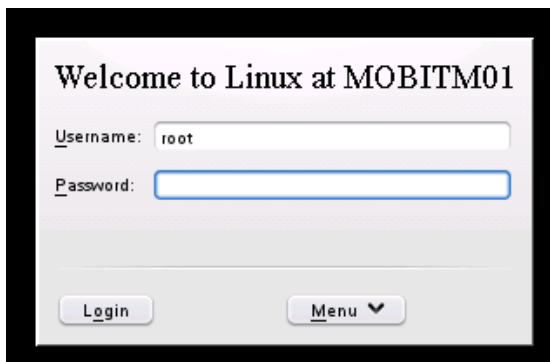 Welcome to Linux at MOBITM01
Username: root
Password:
Login Menu